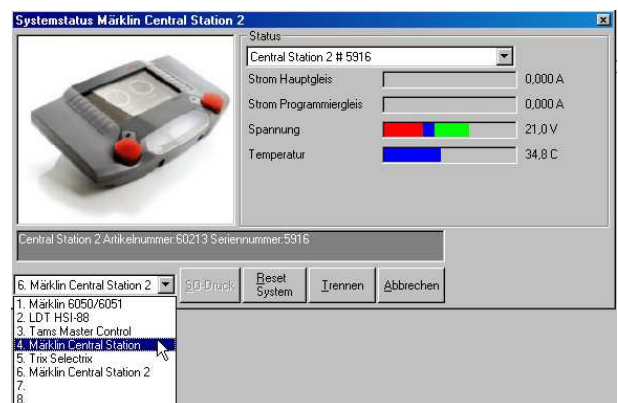 Systemstatus Märklin Central Station 2
Status
Central Station 2 # 5916
Strom Hauptgleis 0,000 A
Strom Programmiergleis 0,000 A
Spannung 21,0 V
Temperatur 34,8 C
Central Station 2 Artikelnummer:60213 Seriennummer:5916
6. Märklin Central Station 2 SO-Druck Reset System Trennen Abbrechen
1. Märklin 6050/6051
2. LDT HSI-88
3. Tams Master Control
4. Märklin Central Station
5. Trix Selectrix
6. Märklin Central Station 2
7.
8.